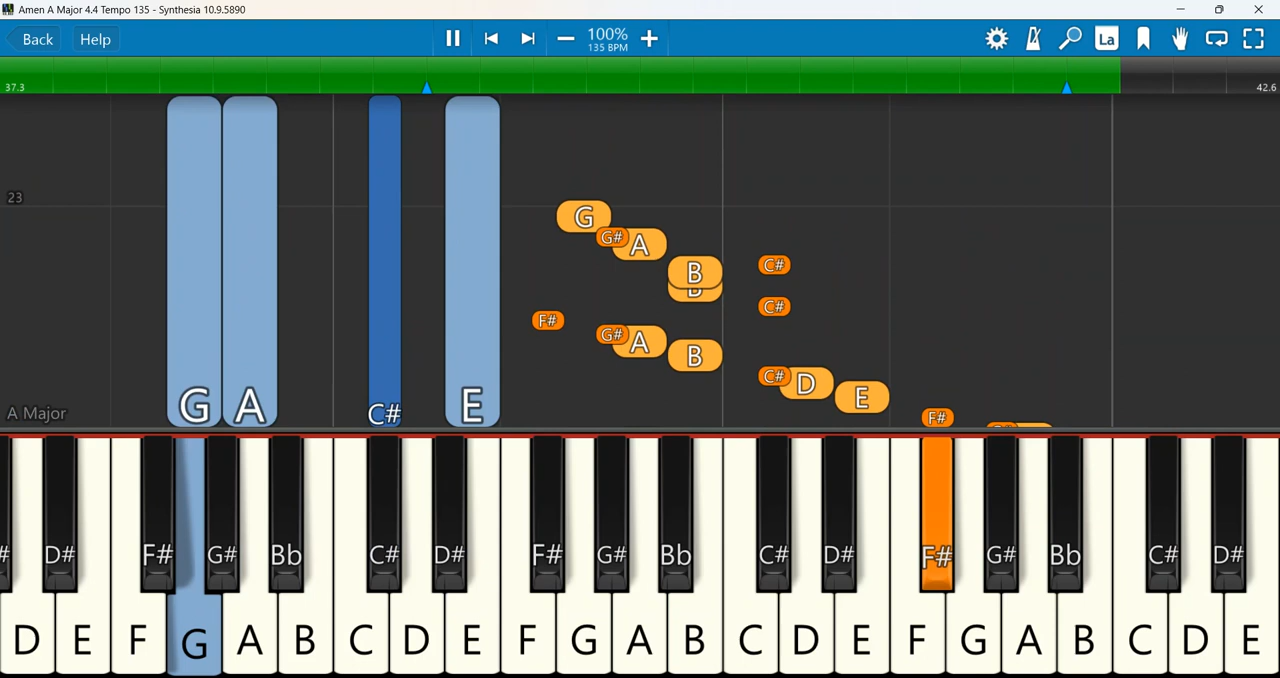 Amen A Major 4.4 Tempo 135 - Synthesia 10.9.5890
Back Help 100% La
135 BPM
37.3 42.6
23
G
G# A
B C#
B
C#
F#
G# A
B
C# D
E
G A C# E F#
A Major
D# F# G# Bb C# D# F# G# Bb C# D# F# G# Bb C# D#
D E F G A B C D E F G A B C D E F G A B C D E